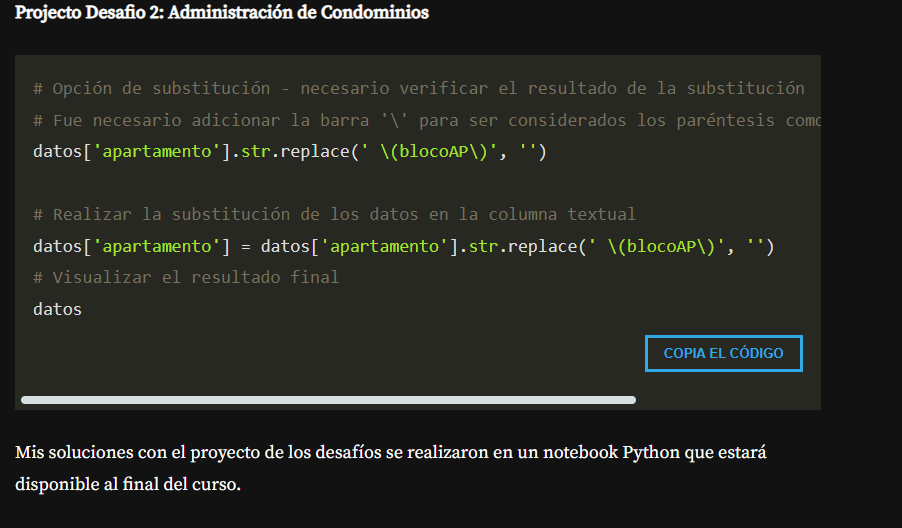 Projecto Desafio 2: Administración de Condominios
# Opción de substitución - necesario verificar el resultado de la substitución
# Fue necesario adicionar la barra '\' para ser considerados los paréntesis como
datos['apartamento'].str.replace(' \(blocoAP\)', '')
# Realizar la substitución de los datos en la columna textual
datos['apartamento'] = datos['apartamento'].str.replace(' \(blocoAP\)', '')
# Visualizar el resultado final
datos
COPIA EL CÓDIGO
Mis soluciones con el proyecto de los desafíos se realizaron en un notebook Python que estará
disponible al final del curso.